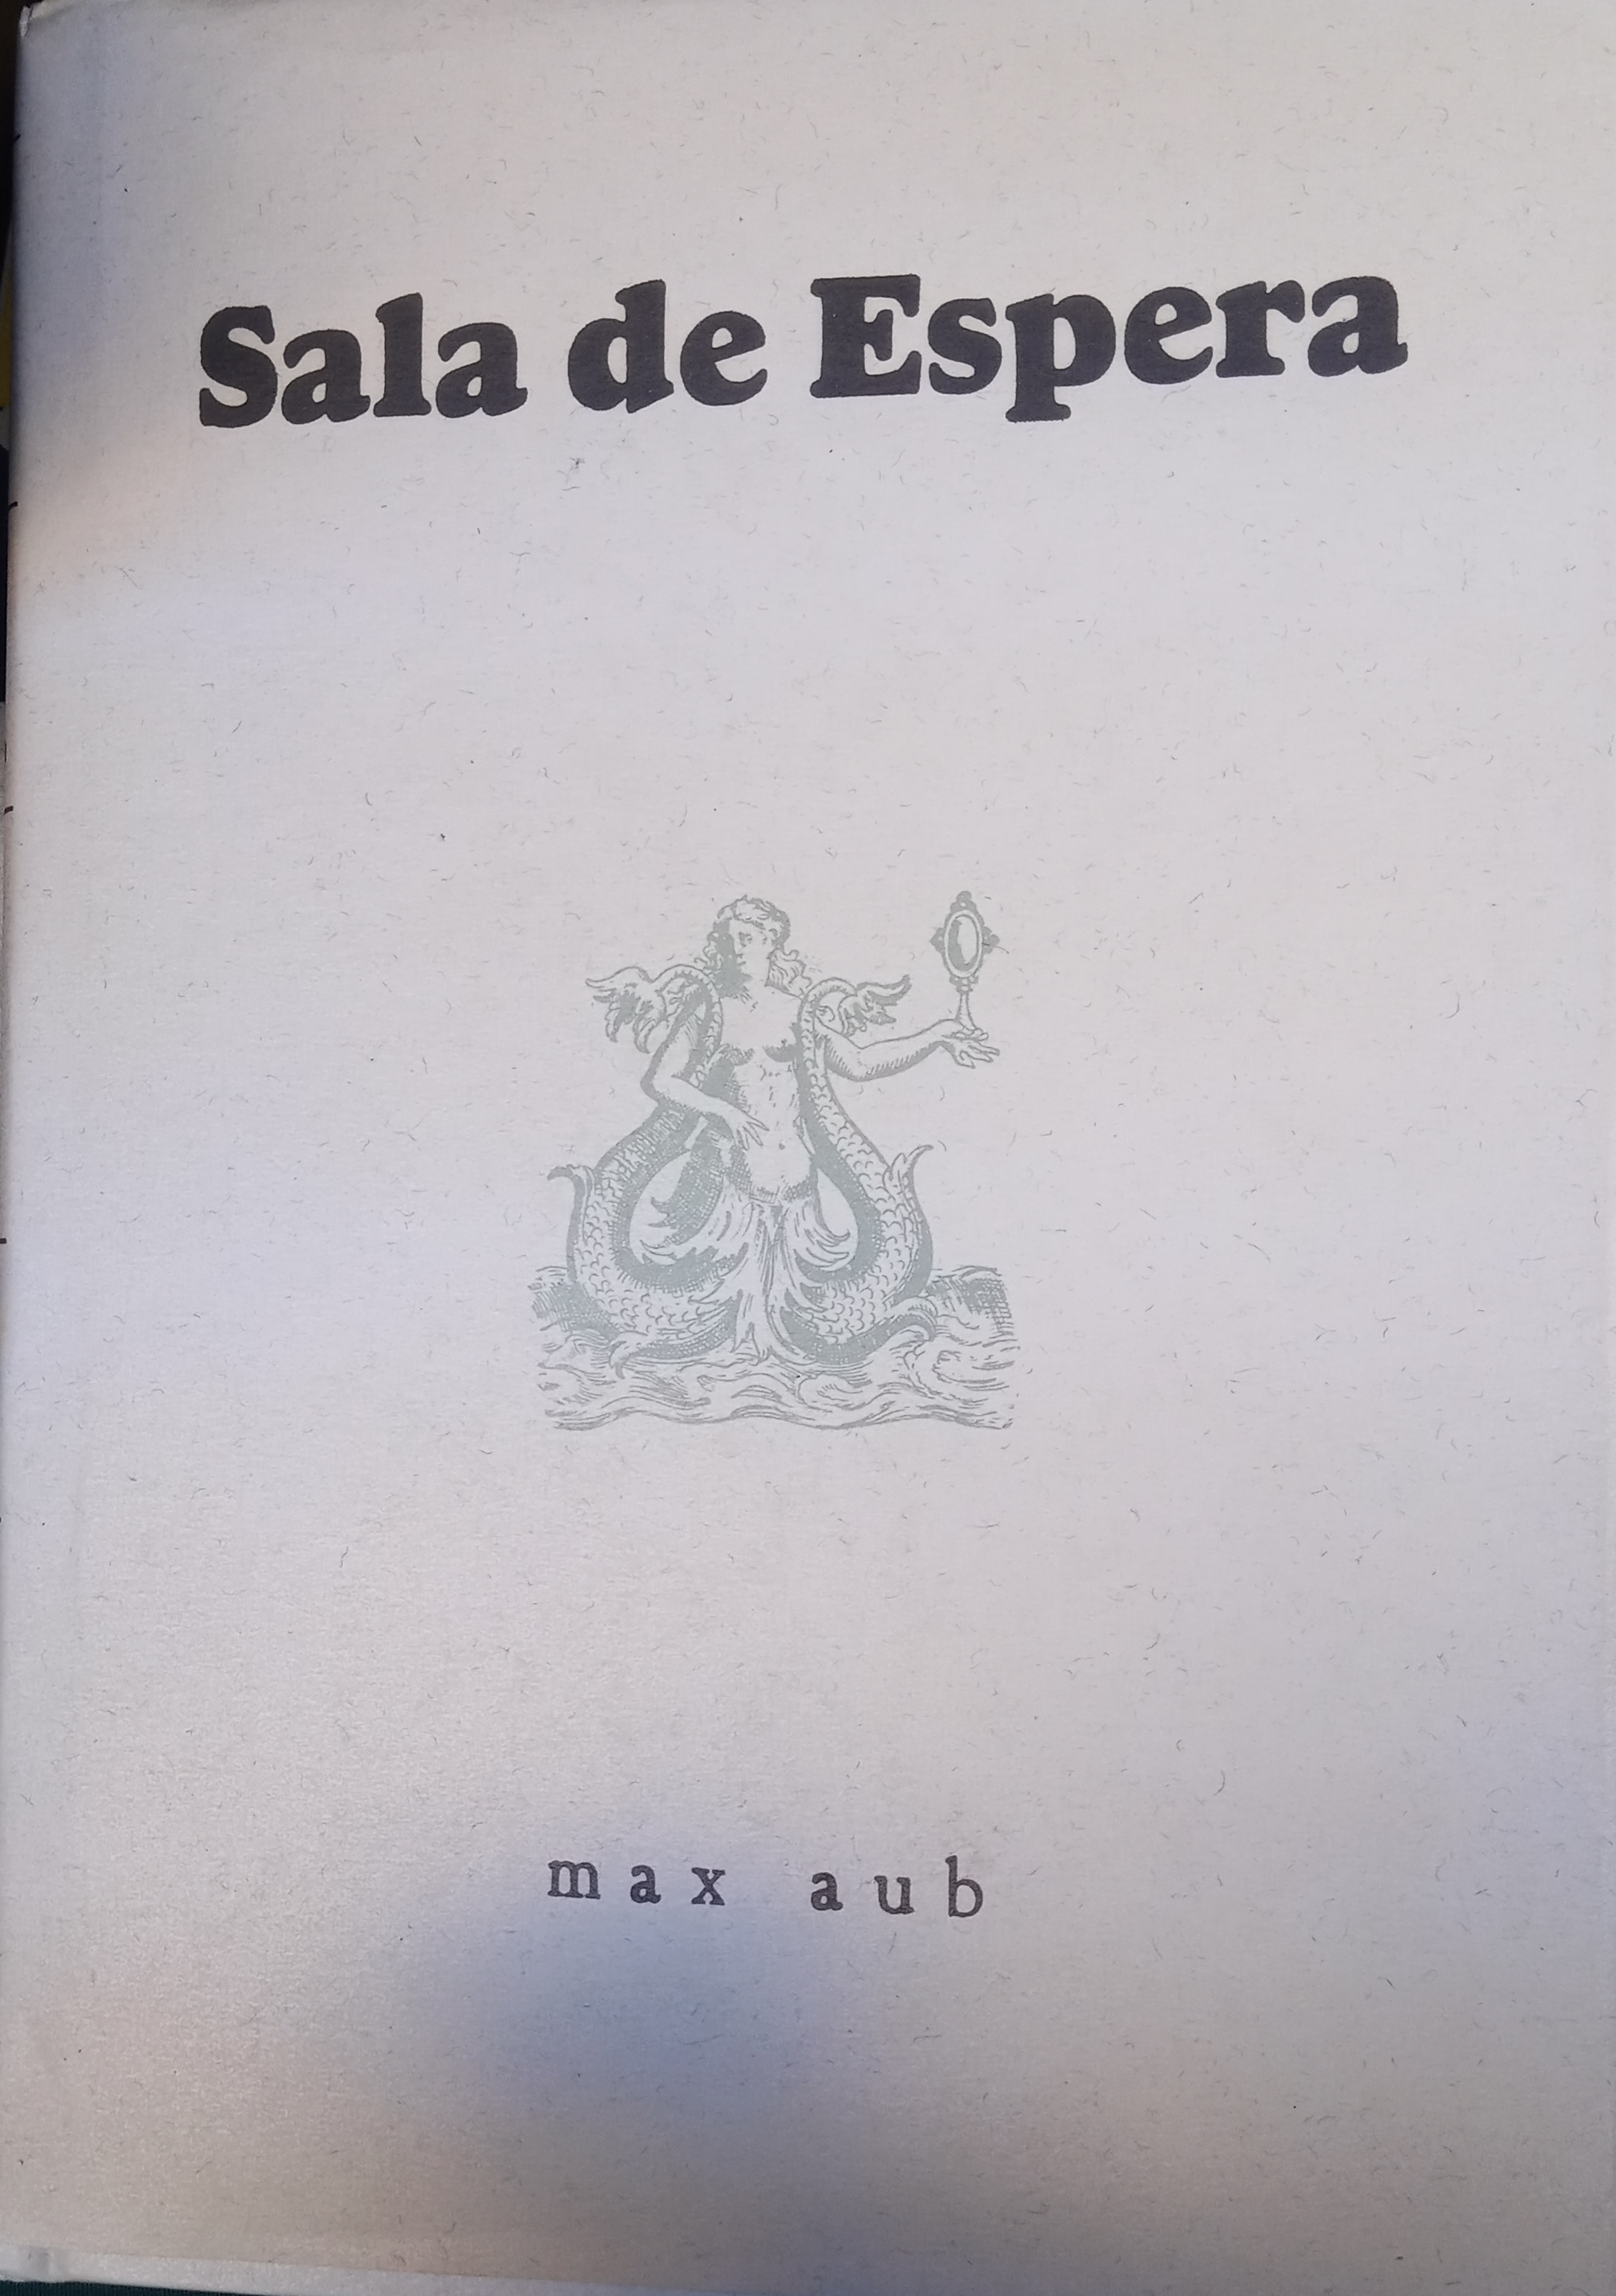 Sala de Espera
max aub